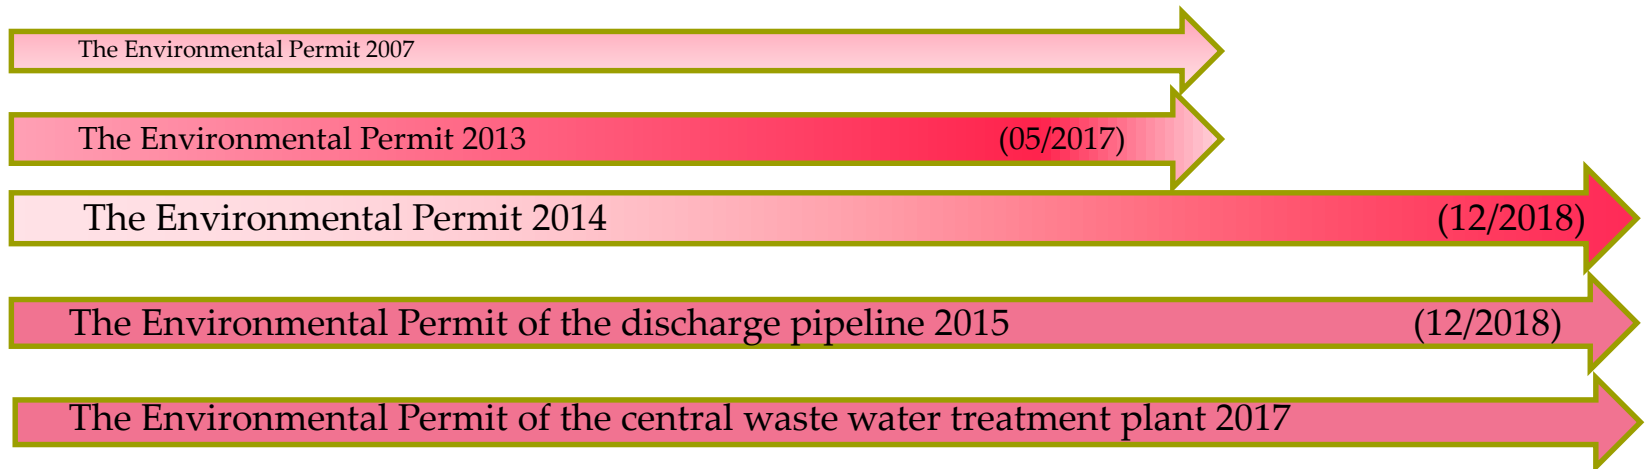 The Environmental Permit 2007
The Environmental Permit 2013 (05/2017)
The Environmental Permit 2014 (12/2018)
The Environmental Permit of the discharge pipeline 2015 (12/2018)
The Environmental Permit of the central waste water treatment plant 2017